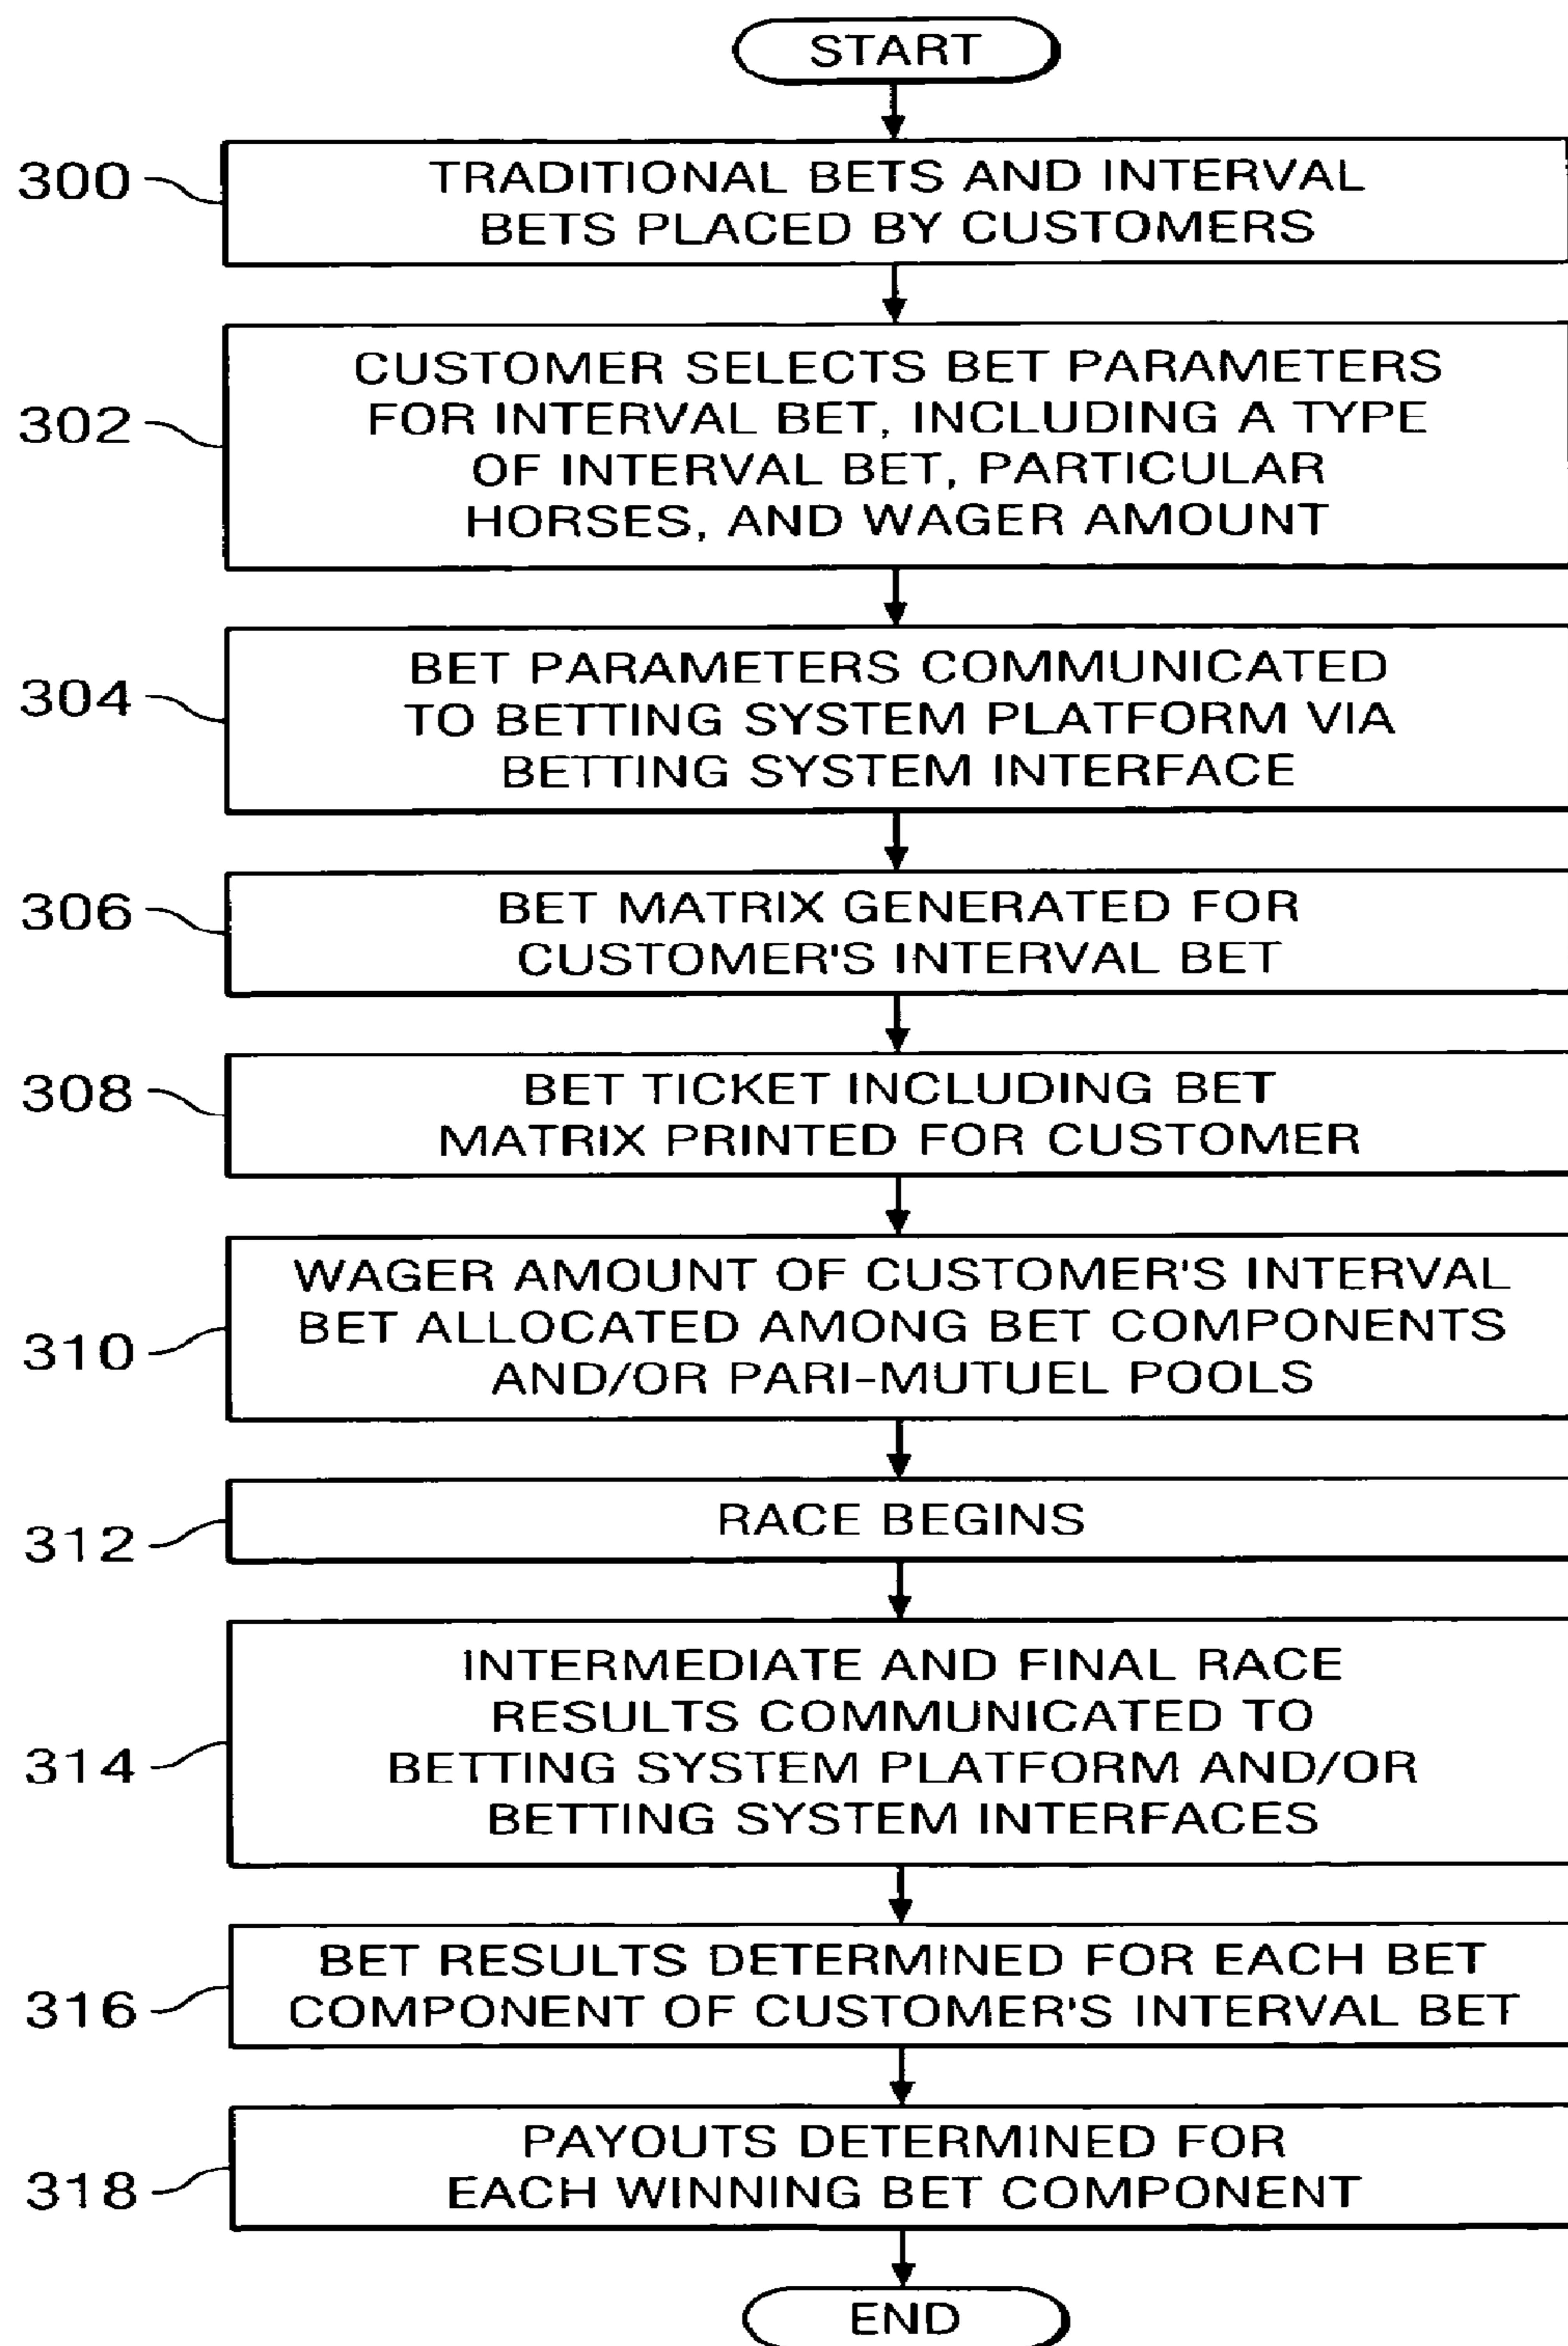 START
300
TRADITIONAL BETS AND INTERVAL
BETS PLACED BY CUSTOMERS
302
CUSTOMER SELECTS BET PARAMETERS
FOR INTERVAL BET, INCLUDING A TYPE
OF INTERVAL BET, PARTICULAR
HORSES, AND WAGER AMOUNT
304
BET PARAMETERS COMMUNICATED
TO BETTING SYSTEM PLATFORM VIA
BETTING SYSTEM INTERFACE
306
BET MATRIX GENERATED FOR
CUSTOMER'S INTERVAL BET
308
BET TICKET INCLUDING BET
MATRIX PRINTED FOR CUSTOMER
310
WAGER AMOUNT OF CUSTOMER'S INTERVAL
BET ALLOCATED AMONG BET COMPONENTS
AND/OR PARI-MUTUEL POOLS
312
RACE BEGINS
314
INTERMEDIATE AND FINAL RACE
RESULTS COMMUNICATED TO
BETTING SYSTEM PLATFORM AND/OR
BETTING SYSTEM INTERFACES
316
BET RESULTS DETERMINED FOR EACH BET
COMPONENT OF CUSTOMER'S INTERVAL BET
318
PAYOUTS DETERMINED FOR
EACH WINNING BET COMPONENT
END